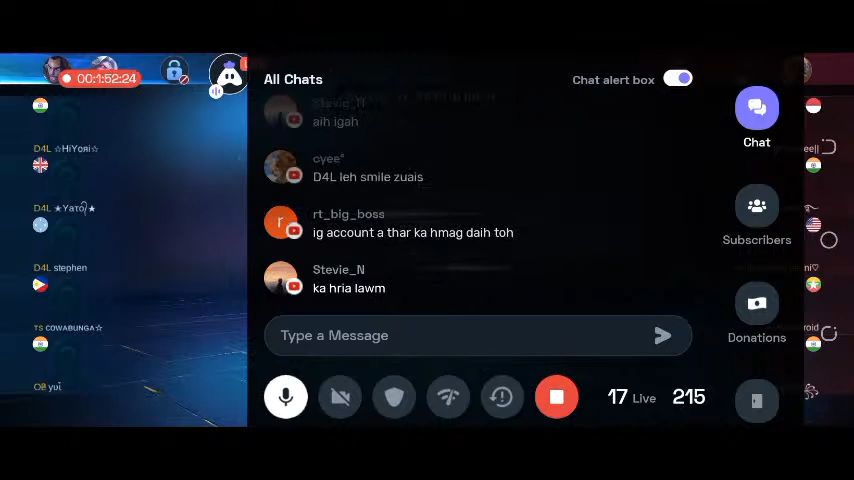 00:1:52:24
All Chats
Chat alert box
Stevie_N
aih igah
cyee°
D4L leh smile zuais
rt_big_boss
ig account a thar ka hmag daih toh
Stevie_N
ka hria lawm
Type a Message
17 Live 215
Chat
Subscribers
Donations
D4L ☆HiYoяi☆
D4L
D4L stephen
TS COWABUNGA☆
yυi